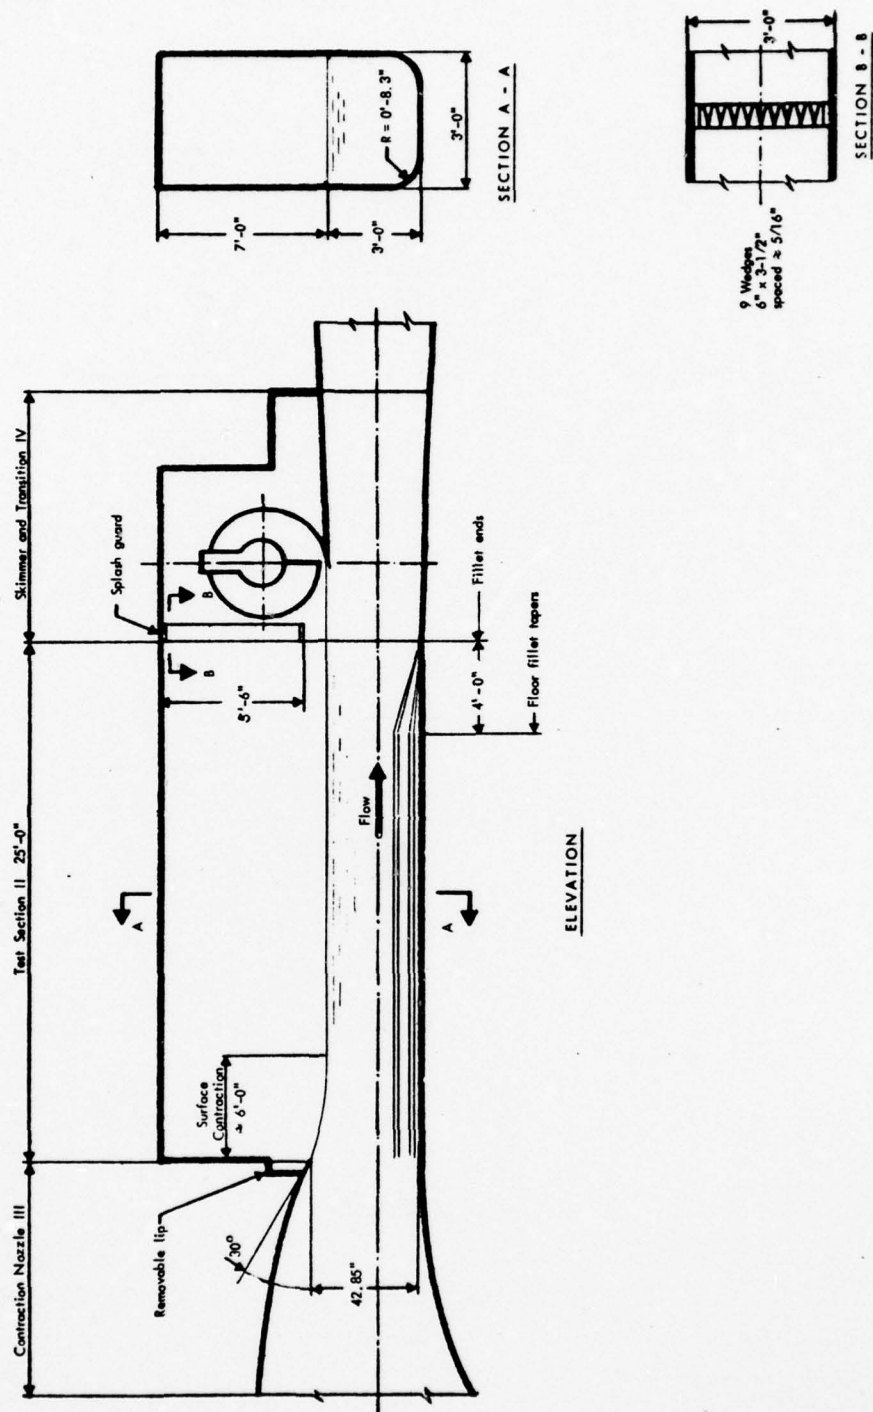 Contraction Nozzle III
Test Section II 25'-0"
Skimmer and Transition IV
Removable lip
30°
42.85"
Surface
Contraction
≈ 6'-0"
A
A
Flow
5'-6"
B
B
Splash guard
4'-0"
Fillet ends
Floor fillet tapers
ELEVATION
7'-0"
3'-0"
R = 0'-8.3"
3'-0"
SECTION A - A
9 Wedges
6" x 3-1/2"
spaced ≈ 5/16"
3'-0"
SECTION B - B